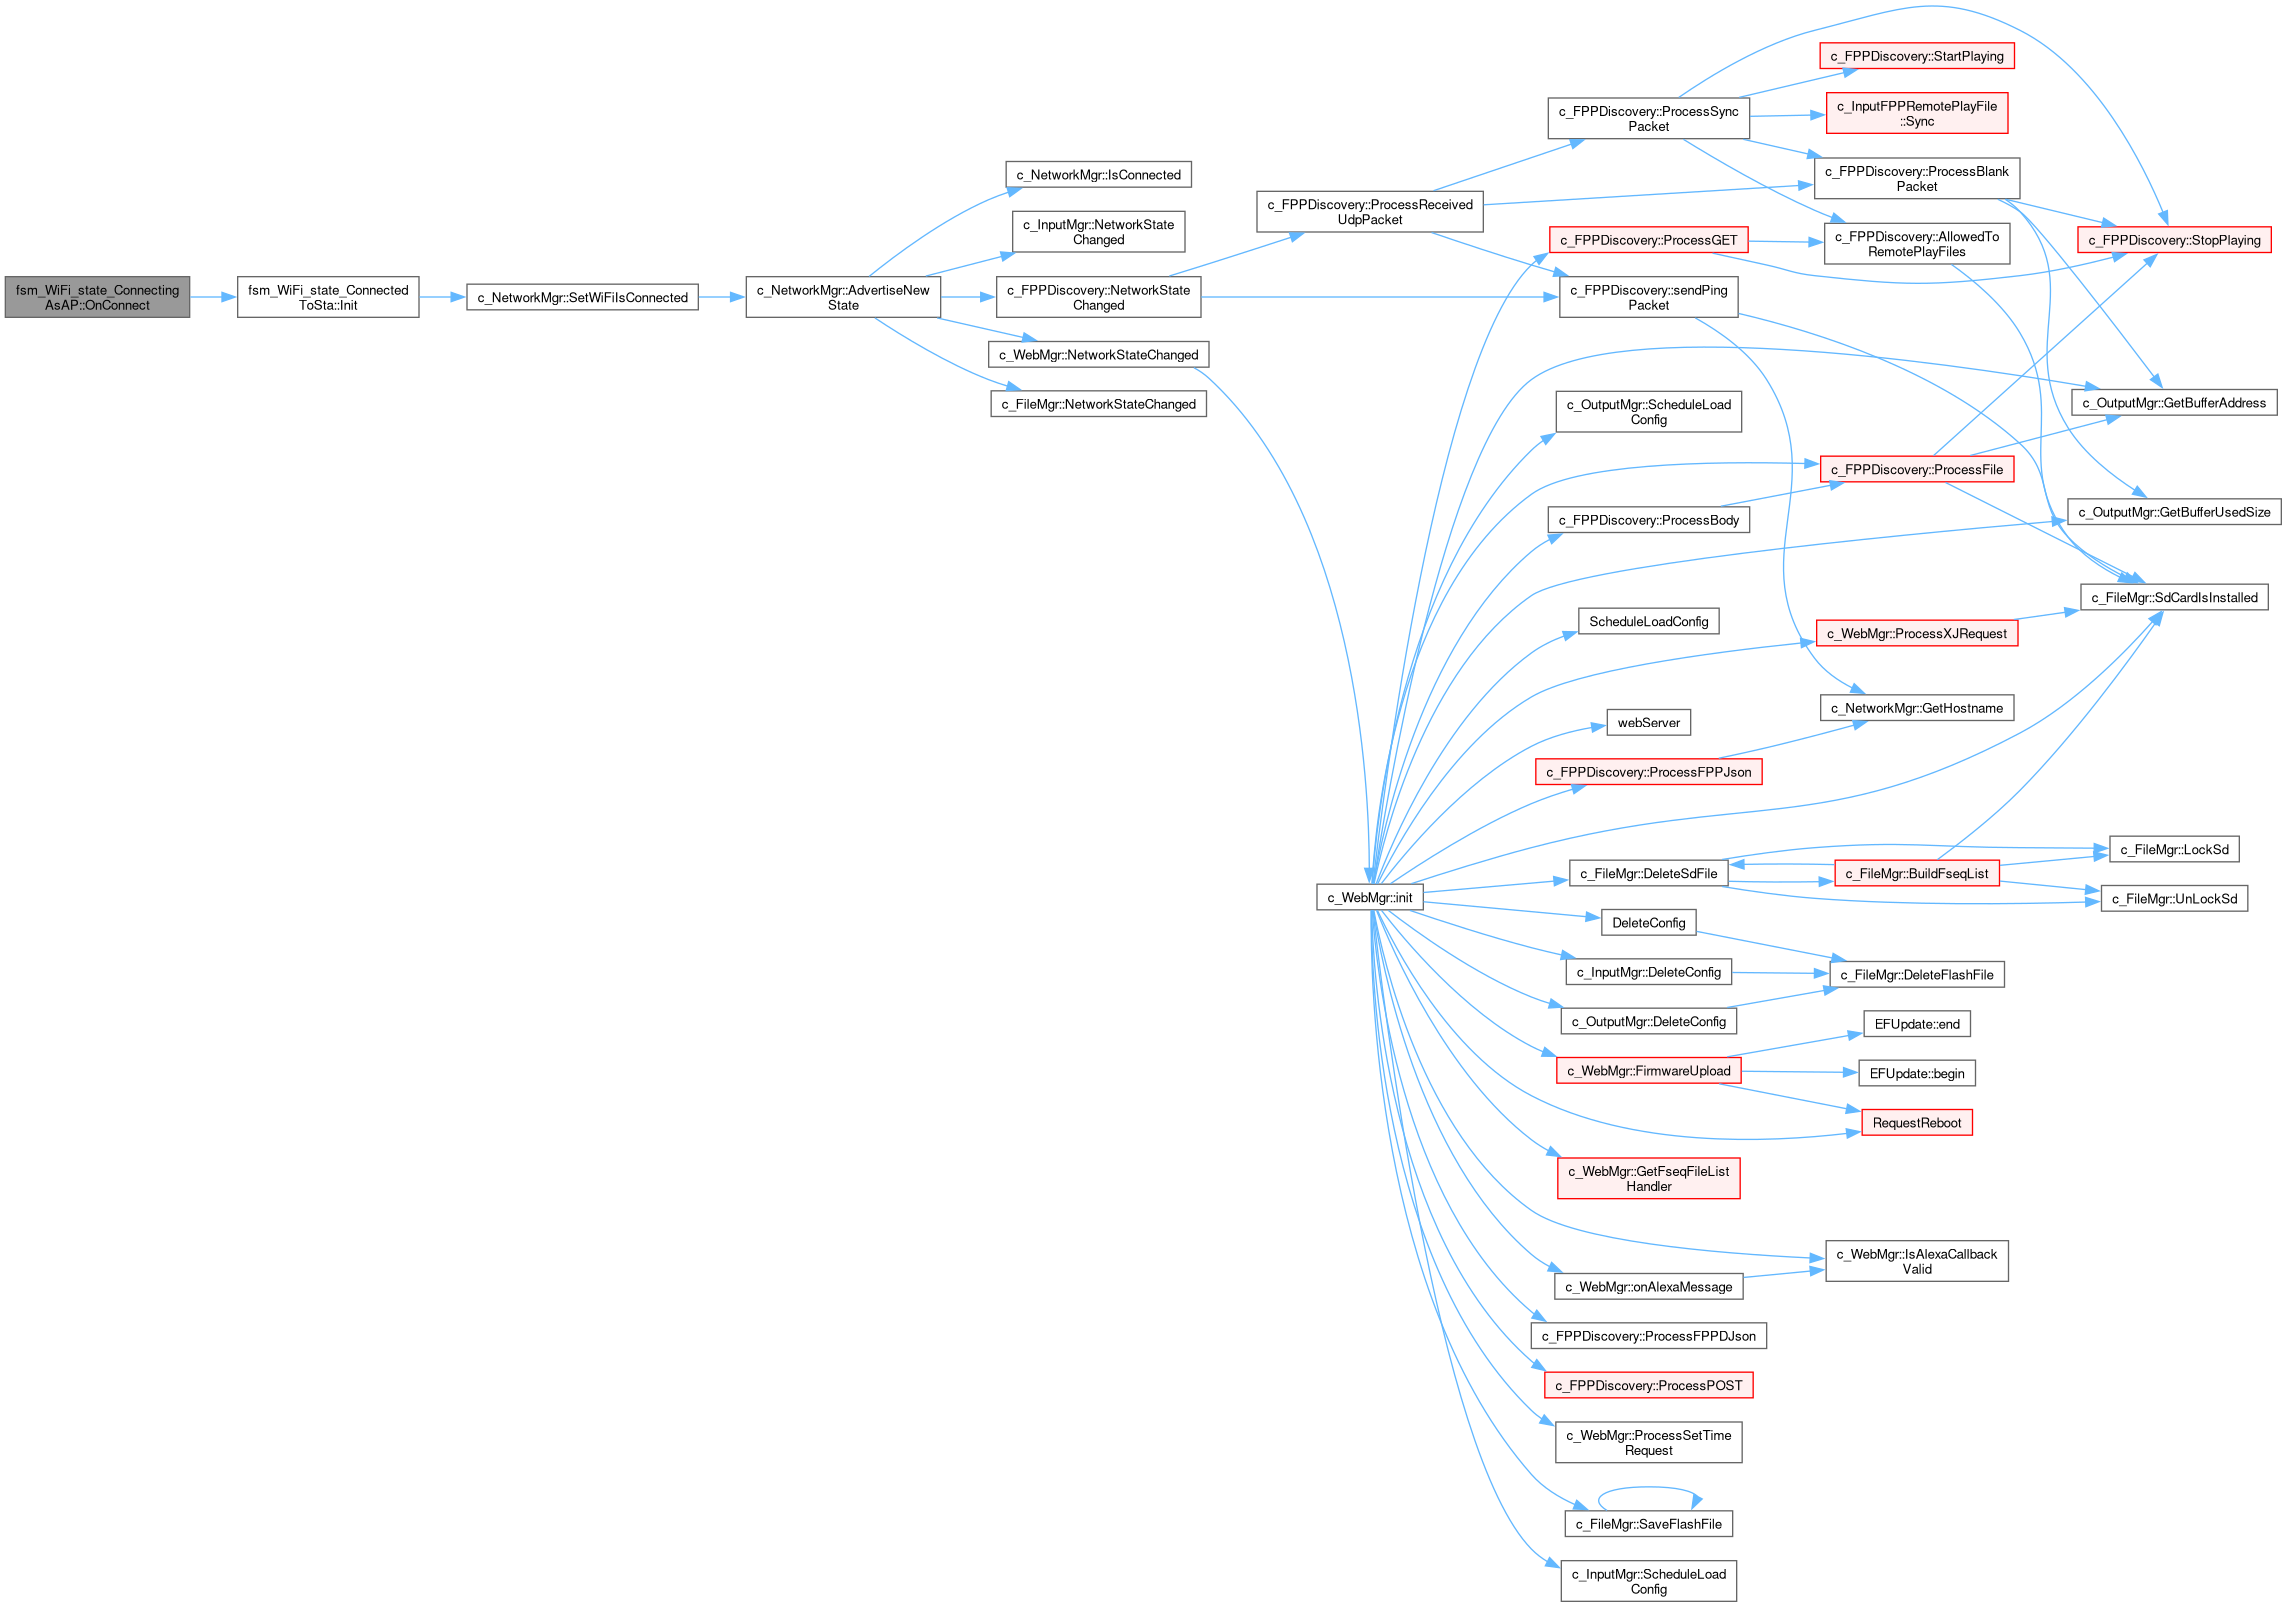 fsm_WiFi_state_Connecting
AsAP::OnConnect
fsm_WiFi_state_Connected
ToSta::Init
c_NetworkMgr::SetWiFiIsConnected
c_NetworkMgr::AdvertiseNew
State
c_NetworkMgr::IsConnected
c_InputMgr::NetworkState
Changed
c_FPPDiscovery::NetworkState
Changed
c_WebMgr::NetworkStateChanged
c_FileMgr::NetworkStateChanged
c_FPPDiscovery::ProcessReceived
UdpPacket
c_WebMgr::init
c_FPPDiscovery::ProcessSync
Packet
c_FPPDiscovery::ProcessGET
c_FPPDiscovery::sendPing
Packet
c_OutputMgr::ScheduleLoad
Config
c_FPPDiscovery::ProcessBody
ScheduleLoadConfig
webServer
c_FPPDiscovery::ProcessFPPJson
c_FileMgr::DeleteSdFile
DeleteConfig
c_InputMgr::DeleteConfig
c_OutputMgr::DeleteConfig
c_WebMgr::FirmwareUpload
c_WebMgr::GetFseqFileList
Handler
c_WebMgr::onAlexaMessage
c_FPPDiscovery::ProcessFPPDJson
c_FPPDiscovery::ProcessPOST
c_WebMgr::ProcessSetTime
Request
c_FileMgr::SaveFlashFile
c_InputMgr::ScheduleLoad
Config
c_FPPDiscovery::StartPlaying
c_InputFPPRemotePlayFile
::Sync
c_FPPDiscovery::ProcessBlank
Packet
c_FPPDiscovery::AllowedTo
RemotePlayFiles
c_FPPDiscovery::ProcessFile
c_WebMgr::ProcessXJRequest
c_NetworkMgr::GetHostname
c_FileMgr::BuildFseqList
c_FileMgr::DeleteFlashFile
EFUpdate::end
EFUpdate::begin
RequestReboot
c_WebMgr::IsAlexaCallback
Valid
c_FPPDiscovery::StopPlaying
c_OutputMgr::GetBufferAddress
c_OutputMgr::GetBufferUsedSize
c_FileMgr::SdCardIsInstalled
c_FileMgr::LockSd
c_FileMgr::UnLockSd